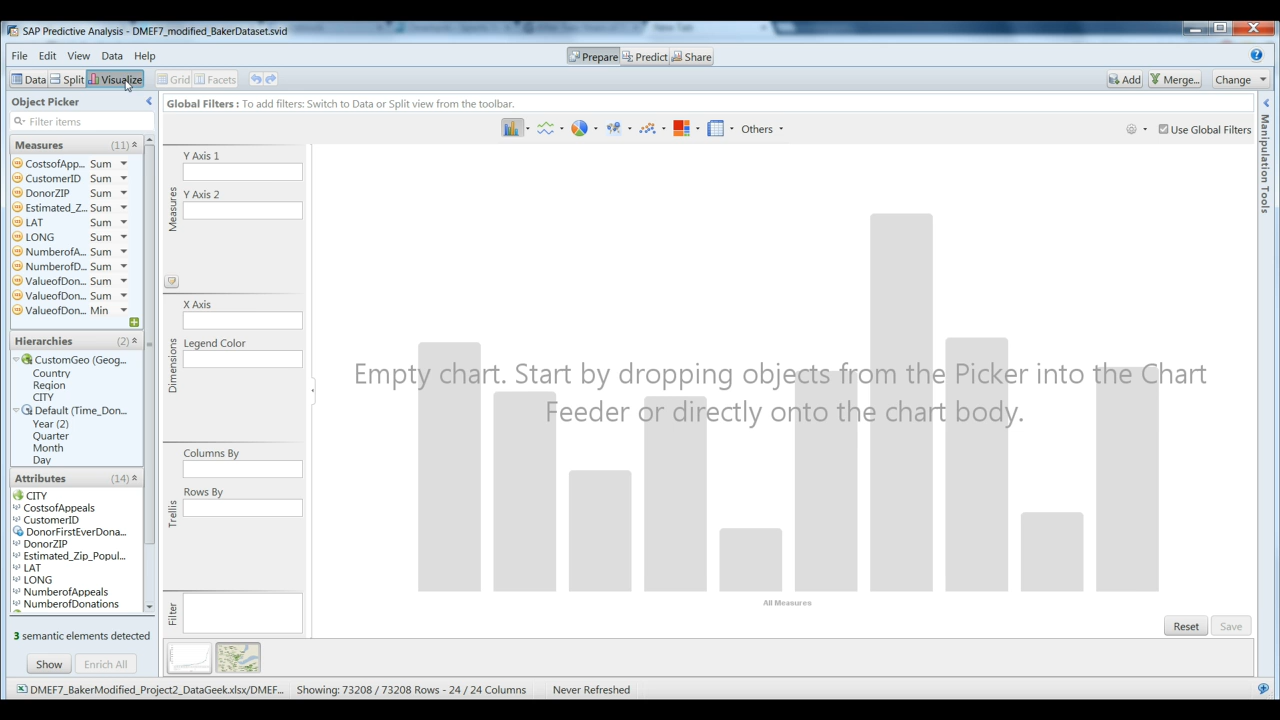 SAP Predictive Analysis - DMEF7_modified_BakerDataset.svid
File Edit View Data Help
Prepare Predict Share
Data Split Visualize Grid Facets
Add Merge... Change
Object Picker
Global Filters : To add filters: Switch to Data or Split view from the toolbar.
Filter items
Others
Use Global Filters
Manipulation Tools
Measures (11)
CostsofApp... Sum
CustomerID Sum
DonorZIP Sum
Estimated_Z... Sum
LAT Sum
LONG Sum
NumberofA... Sum
NumberofD... Sum
ValueofDon... Sum
ValueofDon... Sum
ValueofDon... Min
Hierarchies (2)
CustomGeo (Geog...
Country
Region
CITY
Default (Time_Don...
Year (2)
Quarter
Month
Day
Attributes (14)
CITY
CostsofAppeals
CustomerID
DonorFirstEverDona...
DonorZIP
Estimated_Zip_Popul...
LAT
LONG
NumberofAppeals
NumberofDonations
3 semantic elements detected
Show Enrich All
Measures
Y Axis 1
Y Axis 2
Dimensions
X Axis
Legend Color
Trellis
Columns By
Rows By
Filter
Empty chart. Start by dropping objects from the Picker into the Chart
Feeder or directly onto the chart body.
All Measures
Reset Save
DMEF7_BakerModified_Project2_DataGeek.xlsx/DMEF... Showing: 73208 / 73208 Rows - 24 / 24 Columns Never Refreshed